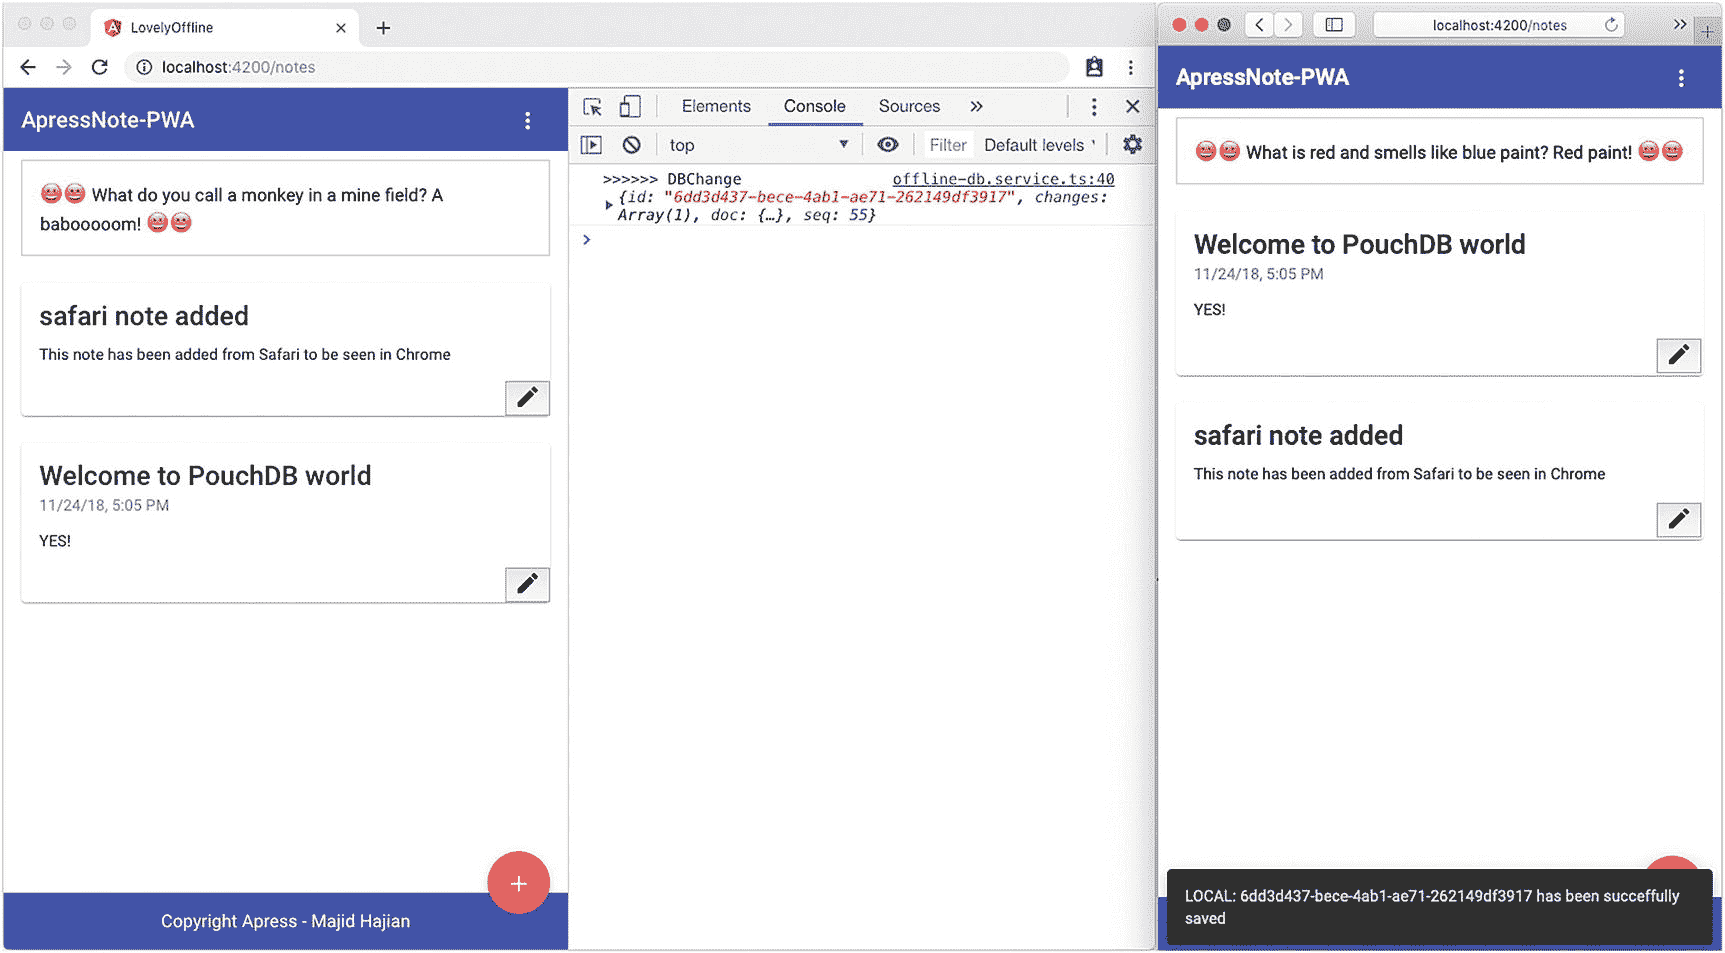 LovelyOffline
localhost:4200/notes
ApressNote-PWA
What do you call a monkey in a mine field? A
babooooom!
safari note added
This note has been added from Safari to be seen in Chrome
Welcome to PouchDB world
11/24/18, 5:05 PM
YES!
Copyright Apress - Majid Hajian
Elements Console Sources
top Filter Default levels
>>>>>> DBChange offline-db.service.ts:40
{id: "6dd3d437-bece-4ab1-ae71-262149df3917", changes:
Array(1), doc: {…}, seq: 55}
localhost:4200/notes
ApressNote-PWA
What is red and smells like blue paint? Red paint!
Welcome to PouchDB world
11/24/18, 5:05 PM
YES!
safari note added
This note has been added from Safari to be seen in Chrome
LOCAL: 6dd3d437-bece-4ab1-ae71-262149df3917 has been succeffully
saved